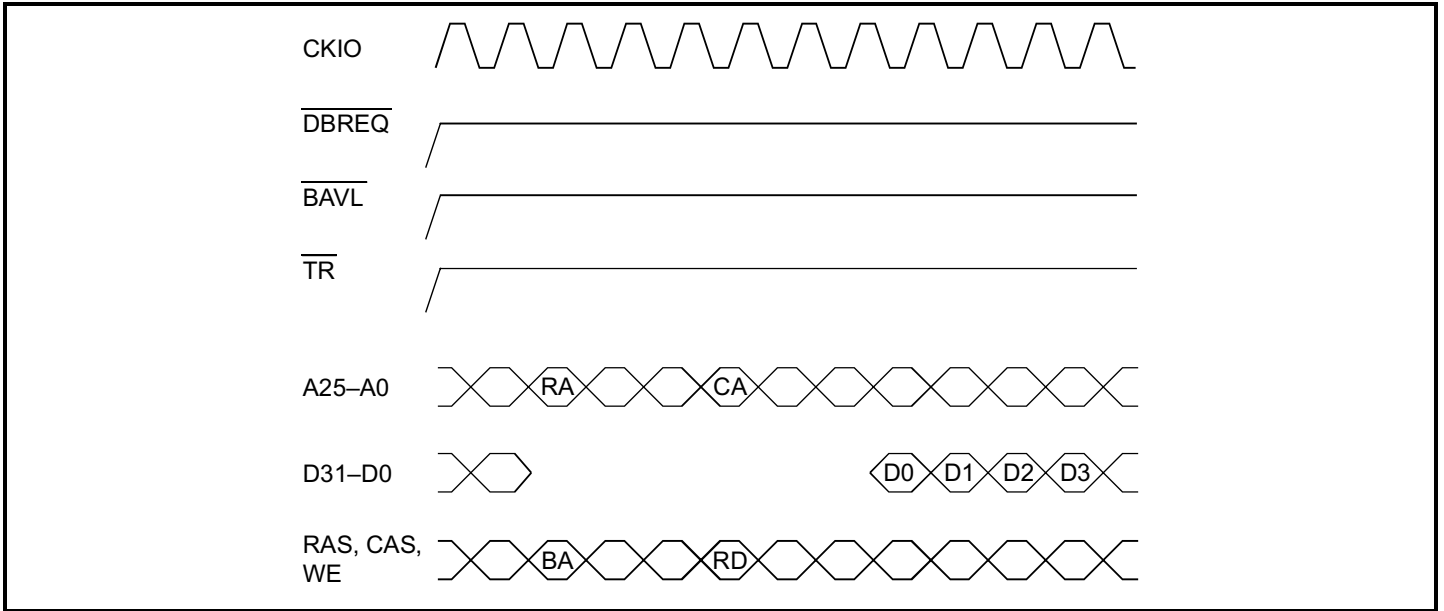 CKIO
DBREQ
BAVL
TR
A25–A0 RA CA
D31–D0 D0 D1 D2 D3
RAS, CAS,
WE BA RD